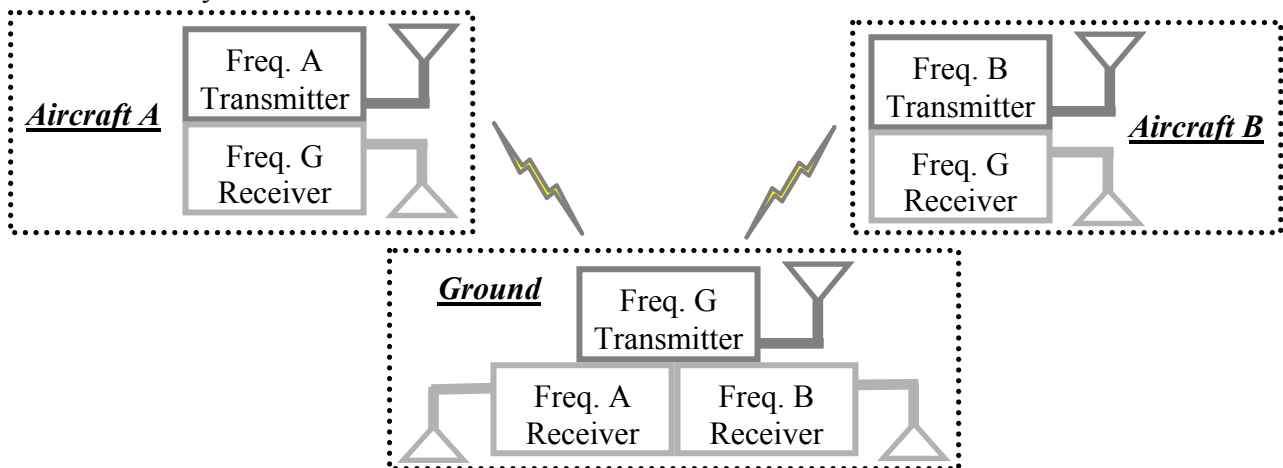 Freq. A
Transmitter
Aircraft A
Freq. G
Receiver
Freq. B
Transmitter
Aircraft B
Freq. G
Receiver
Ground
Freq. G
Transmitter
Freq. A
Receiver
Freq. B
Receiver